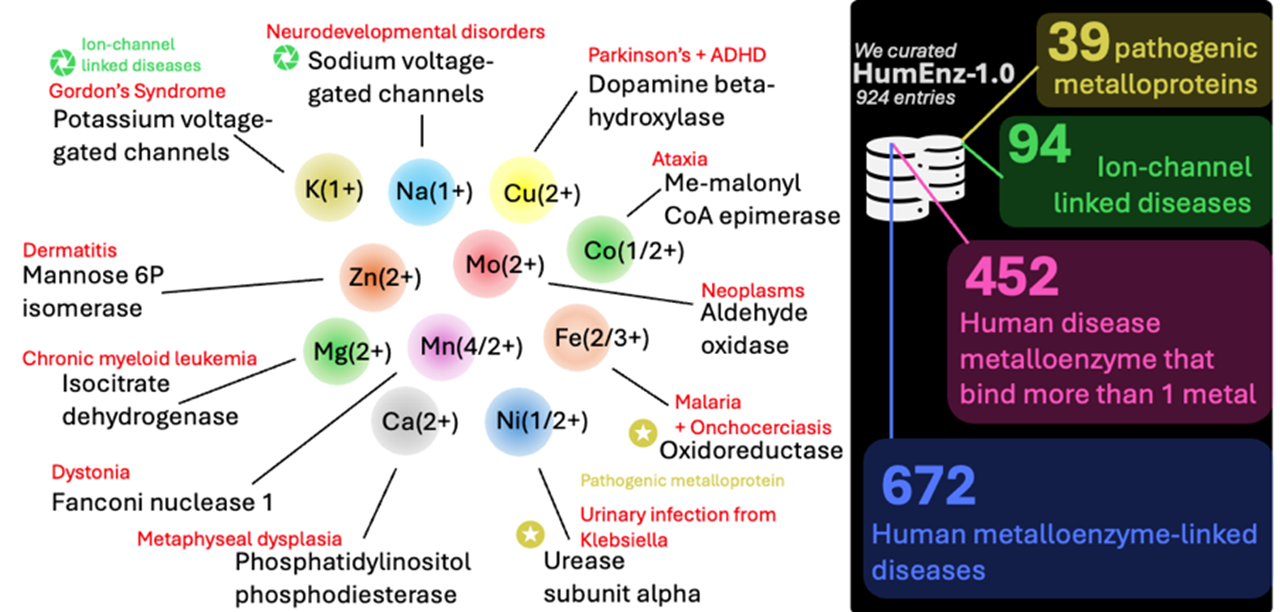 Ion-channel
linked diseases
Gordon's Syndrome
Potassium voltage-
gated channels
Neurodevelopmental disorders
Sodium voltage-
gated channels
Parkinson's + ADHD
Dopamine beta-
hydroxylase
Ataxia
Me-malonyl
CoA epimerase
K(1+)
Na(1+)
Cu(2+)
Co(1/2+)
Dermatitis
Mannose 6P
isomerase
Zn(2+)
Mo(2+)
Neoplasms
Aldehyde
oxidase
Chronic myeloid leukemia
Isocitrate
dehydrogenase
Mg(2+)
Mn(4/2+)
Fe(2/3+)
Malaria
+ Onchocerciasis
Oxidoreductase
Pathogenic metalloprotein
Ca(2+)
Ni(1/2+)
Dystonia
Fanconi nuclease 1
Metaphyseal dysplasia
Phosphatidylinositol
phosphodiesterase
Urinary infection from
Klebsiella
Urease
subunit alpha
We curated
HumEnz-1.0
924 entries
39 pathogenic
metalloproteins
94 Ion-channel
linked diseases
452
Human disease
metalloenzyme that
bind more than 1 metal
672
Human metalloenzyme-linked
diseases